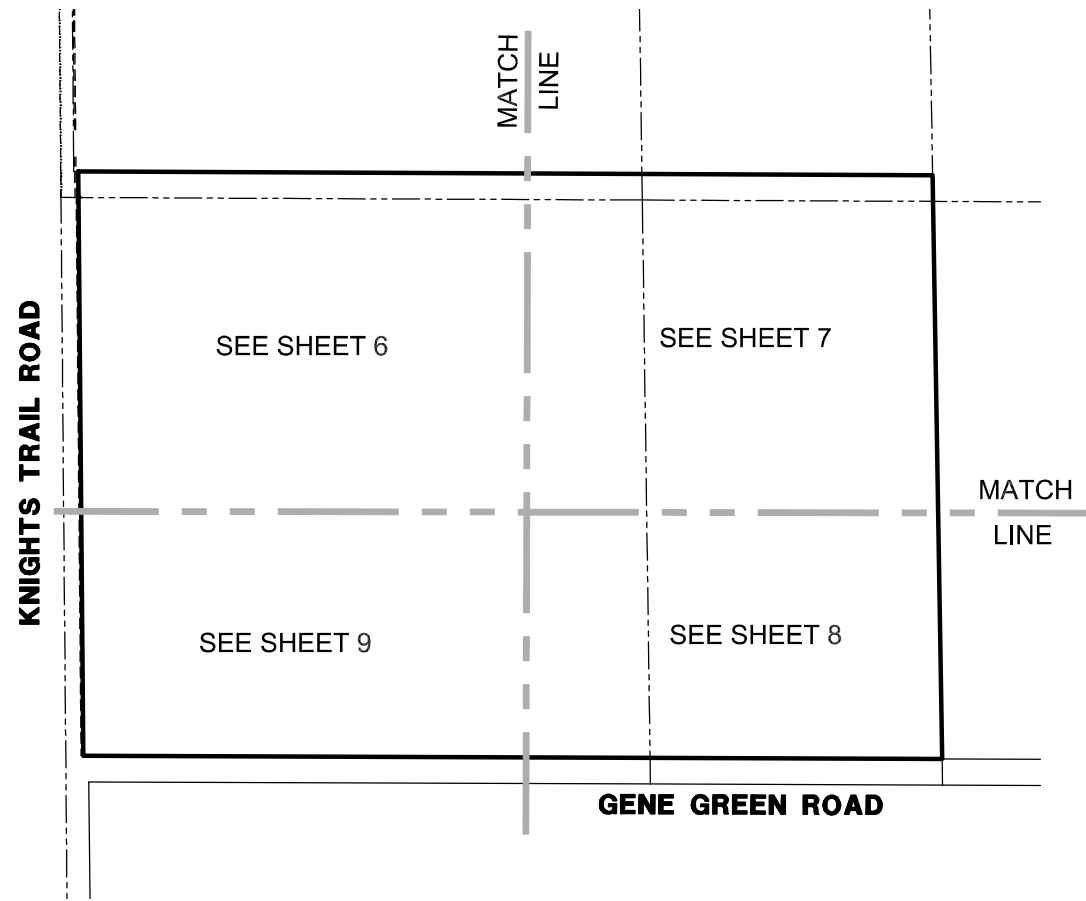 MATCH
LINE
SEE SHEET 6
SEE SHEET 7
KNIGHTS TRAIL ROAD
MATCH
LINE
SEE SHEET 9
SEE SHEET 8
GENE GREEN ROAD